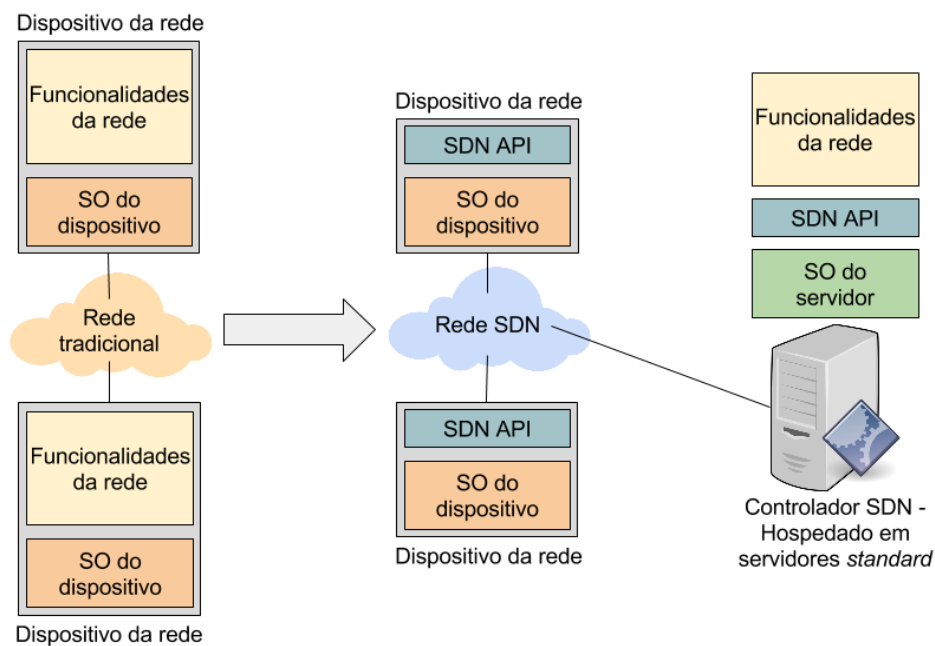 Dispositivo da rede
Funcionalidades
da rede
SO do
dispositivo
Rede
tradicional
Funcionalidades
da rede
SO do
dispositivo
Dispositivo da rede
Dispositivo da rede
SDN API
SO do
dispositivo
Rede SDN
SDN API
SO do
dispositivo
Dispositivo da rede
Funcionalidades
da rede
SDN API
SO do
servidor
Controlador SDN -
Hospedado em
servidores standard